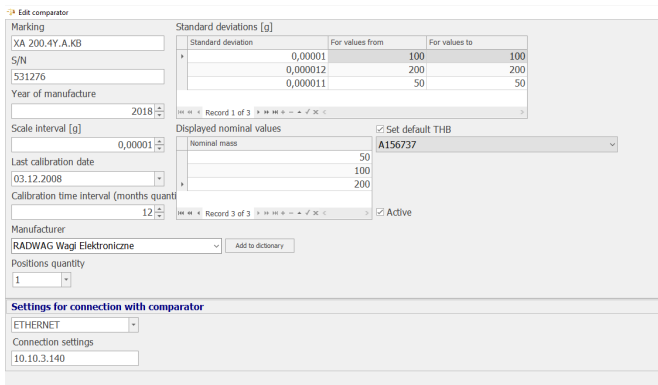 Edit comparator
Marking
XA 200.4Y.A.KB
S/N
531276
Year of manufacture
2018
Scale interval [g]
0,00001
Last calibration date
03.12.2008
Calibration time interval (months quanti
12
Manufacturer
RADWAG Wagi Elektroniczne
Add to dictionary
Positions quantity
1
Standard deviations [g]
Standard deviation For values from For values to
0,00001 100 100
0,000012 200 200
0,000011 50 50
Record 1 of 3
Displayed nominal values
Nominal mass
50
100
200
Record 3 of 3
Set default THB
A156737
Active
Settings for connection with comparator
ETHERNET
Connection settings
10.10.3.140